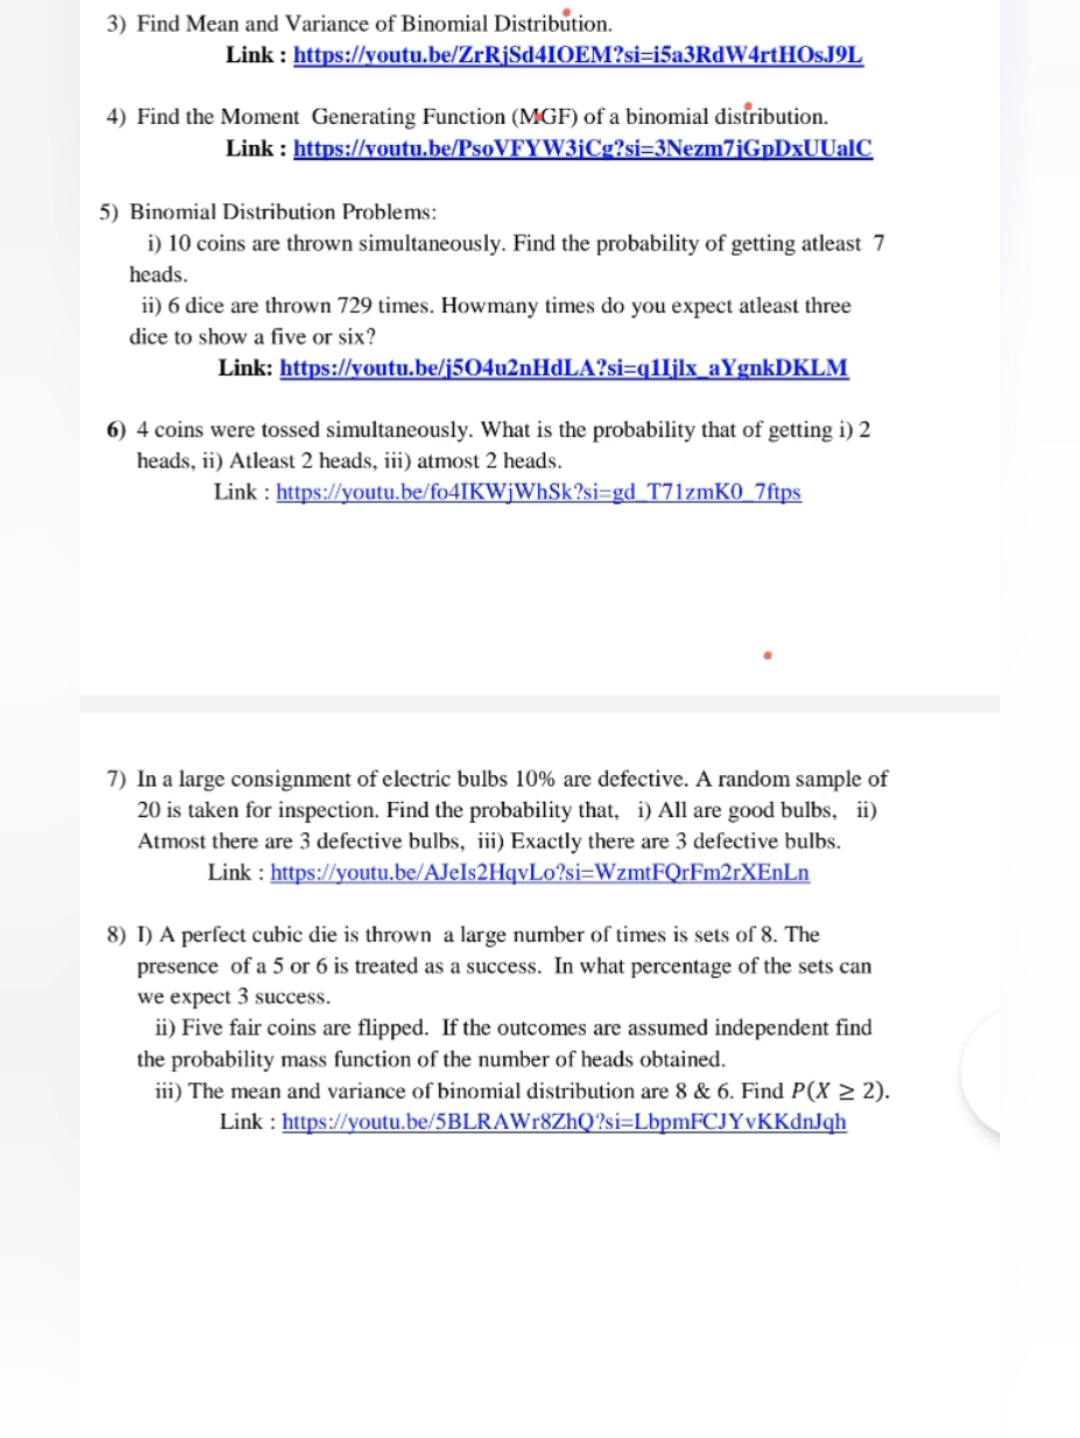 3) Find Mean and Variance of Binomial Distribution.
Link : https://youtu.be/ZrRjSd4IOEM?si=i5a3RdW4rtHOsJ9L
4) Find the Moment Generating Function (MGF) of a binomial distribution.
Link : https://youtu.be/PsoVFYW3jCg?si=3Nezm7jGpDxUUalC
5) Binomial Distribution Problems:
i) 10 coins are thrown simultaneously. Find the probability of getting atleast 7
heads.
ii) 6 dice are thrown 729 times. Howmany times do you expect atleast three
dice to show a five or six?
Link: https://youtu.be/j5O4u2nHdLA?si=q1Ijlx_aYgnkDKLM
6) 4 coins were tossed simultaneously. What is the probability that of getting i) 2
heads, ii) Atleast 2 heads, iii) atmost 2 heads.
Link : https://youtu.be/fo4IKWjWhSk?si=gd_T71zmK0_7ftps
7) In a large consignment of electric bulbs 10% are defective. A random sample of
20 is taken for inspection. Find the probability that, i) All are good bulbs, ii)
Atmost there are 3 defective bulbs, iii) Exactly there are 3 defective bulbs.
Link : https://youtu.be/AJeIs2HqvLo?si=WzmtFQrFm2rXEnLn
8) I) A perfect cubic die is thrown a large number of times is sets of 8. The
presence of a 5 or 6 is treated as a success. In what percentage of the sets can
we expect 3 success.
ii) Five fair coins are flipped. If the outcomes are assumed independent find
the probability mass function of the number of heads obtained.
iii) The mean and variance of binomial distribution are 8 & 6. Find P(X ≥ 2).
Link : https://youtu.be/5BLRAWr8ZhQ?si=LbpmFCJYvKKdnJqh